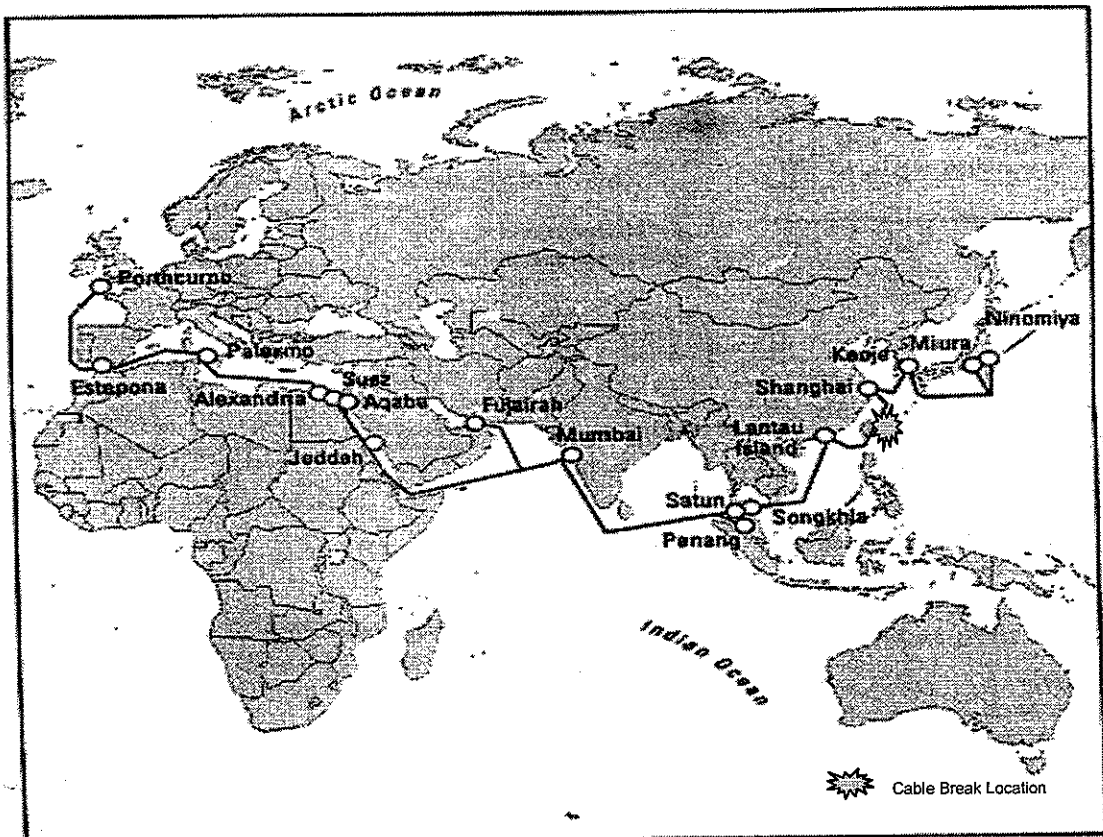 Arctic Ocean
Porthcurno
Ninomiya
Keoje
Miura
Palermo
Estepona
Suez
Shanghai
Alexandria
Aqaba
Fujairah
Lantau
Island
Mumbai
Jeddah
Satun
Songkhla
Penang
Indian Ocean
Cable Break Location